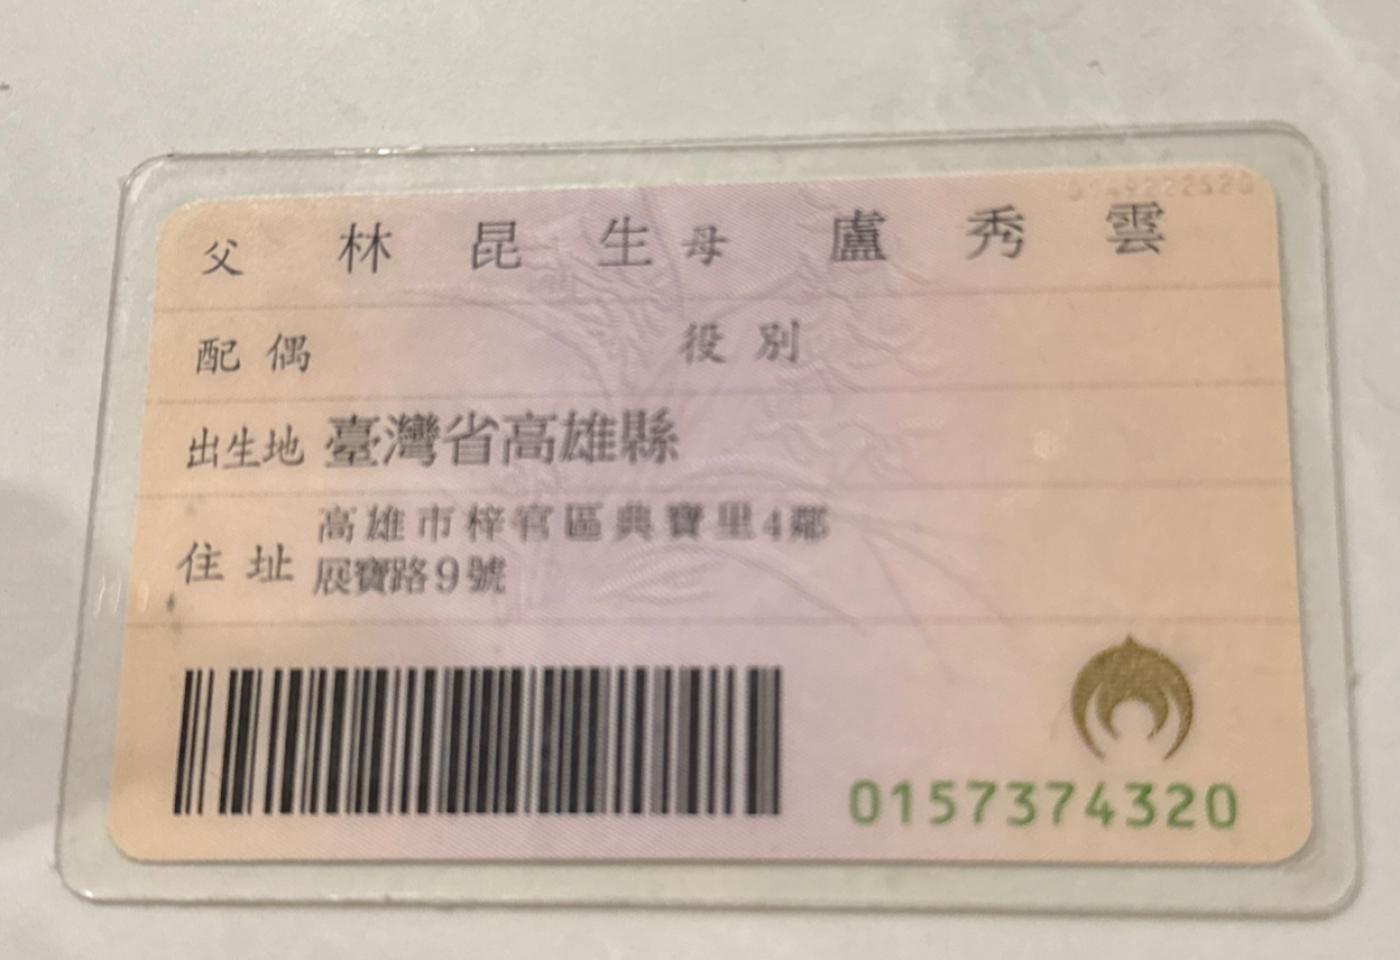 父 林昆生 母 盧秀雲
配偶 役別
出生地 臺灣省高雄縣
住址 高雄市梓官區典寶里4鄰
展寶路9號
0157374320